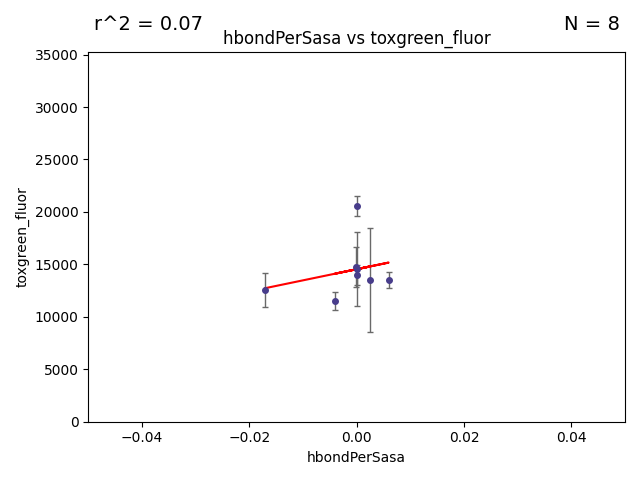 r^2 = 0.07
N = 8
hbondPerSasa vs toxgreen_fluor
35000
30000
25000
20000
15000
10000
5000
0
toxgreen_fluor
−0.04
−0.02
0.00
0.02
0.04
hbondPerSasa